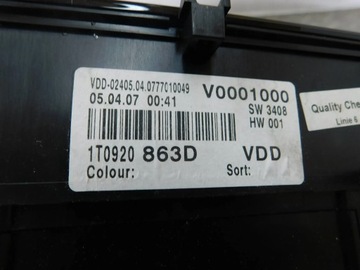 VDD-02405.04.0777010049
05.04.07 00:41
V0001000
SW 3408
HW 001
1T0920 863D VDD
Colour: Sort:
Quality Che
Linie 6